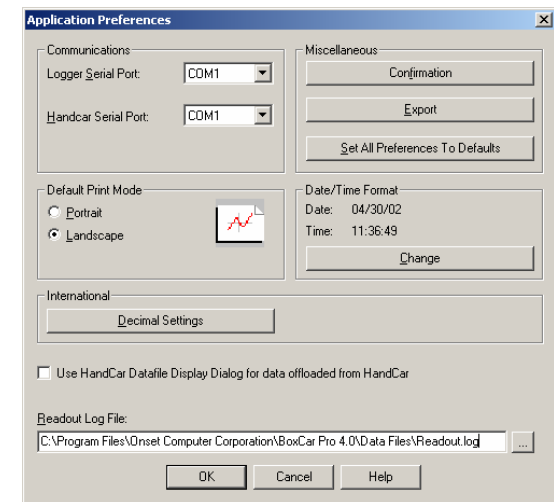 Application Preferences
Communications
Logger Serial Port: COM1
Handcar Serial Port: COM1
Miscellaneous
Confirmation
Export
Set All Preferences To Defaults
Default Print Mode
Portrait
Landscape
Date/Time Format
Date: 04/30/02
Time: 11:36:49
Change
International
Decimal Settings
Use HandCar Datafile Display Dialog for data offloaded from HandCar
Readout Log File:
C:\Program Files\Onset Computer Corporation\BoxCar Pro 4.0\Data Files\Readout.log
...
OK Cancel Help